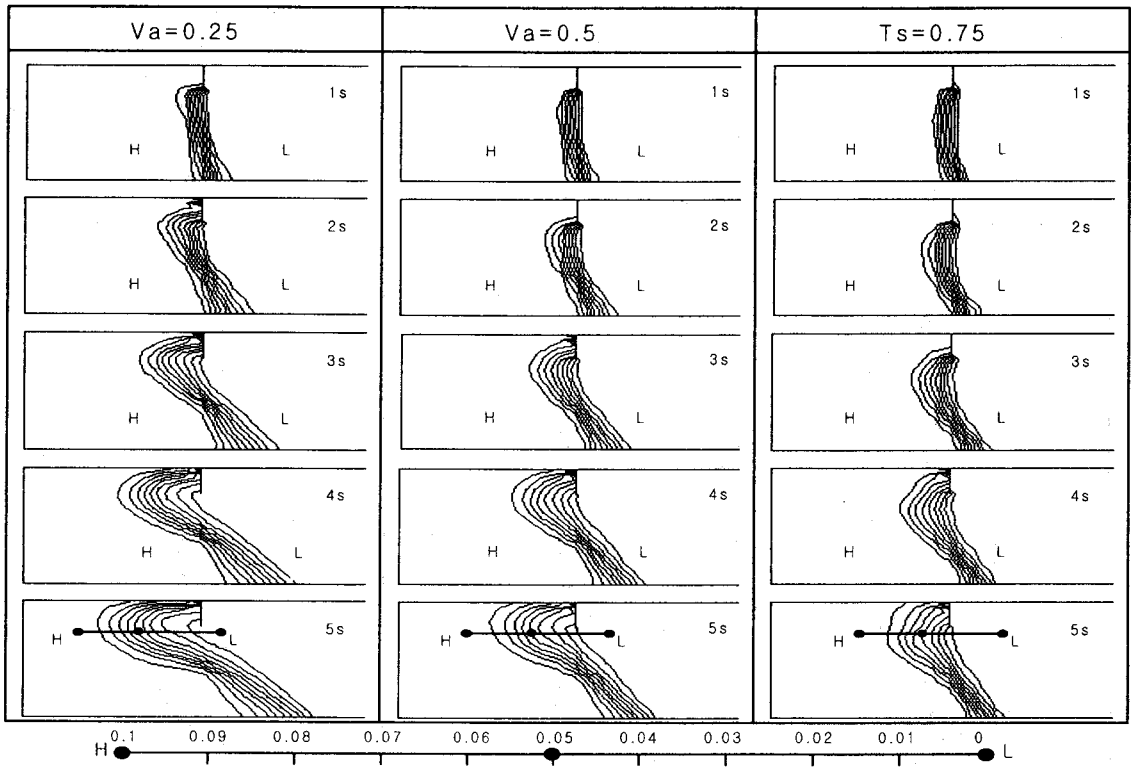 Va=0.25 Va=0.5 Ts=0.75
1s 1s 1s
H L H L H L
2s 2s 2s
H L H L H L
3s 3s 3s
H L H L H L
4s 4s 4s
H L H L H L
5s 5s 5s
H L H L H L
0.1 0.09 0.08 0.07 0.06 0.05 0.04 0.03 0.02 0.01 0
H L